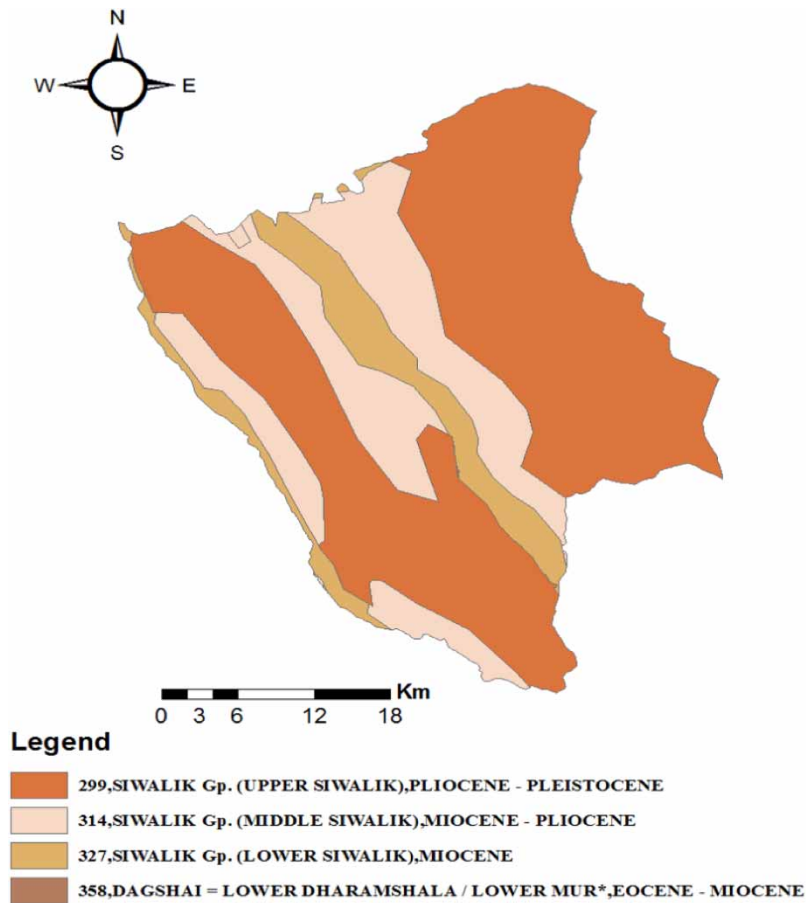 N
W E
S
Km
0 3 6 12 18
Legend
299,SIWALIK Gp. (UPPER SIWALIK),PLIOCENE - PLEISTOCENE
314,SIWALIK Gp. (MIDDLE SIWALIK),MIOCENE - PLIOCENE
327,SIWALIK Gp. (LOWER SIWALIK),MIOCENE
358,DAGSHAI = LOWER DHARAMSHALA / LOWER MUR*,EOCENE - MIOCENE